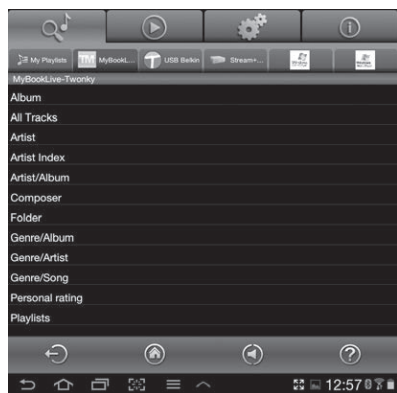 My Playlists MyBookL... USB Belkin Stream+...
MyBookLive-Twonky
Album
All Tracks
Artist
Artist Index
Artist/Album
Composer
Folder
Genre/Album
Genre/Artist
Genre/Song
Personal rating
Playlists
12:57